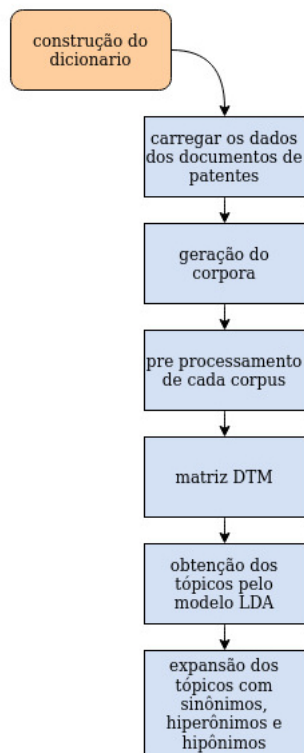 construção do
dicionario
carregar os dados
dos documentos de
patentes
geração do
corpora
pre processamento
de cada corpus
matriz DTM
obtenção dos
tópicos pelo
modelo LDA
expansão dos
tópicos com
sinônimos,
hiperônimos e
hipônimos